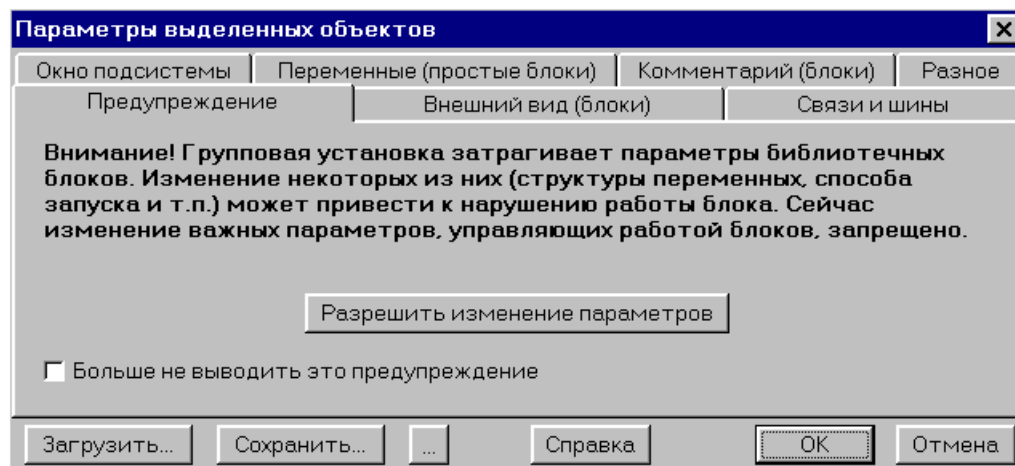 Параметры выделенных объектов
Окно подсистемы Переменные (простые блоки) Комментарий (блоки) Разное
Предупреждение Внешний вид (блоки) Связи и шины
Внимание! Групповая установка затрагивает параметры библиотечных
блоков. Изменение некоторых из них (структуры переменных, способа
запуска и т.п.) может привести к нарушению работы блока. Сейчас
изменение важных параметров, управляющих работой блоков, запрещено.
Разрешить изменение параметров
Больше не выводить это предупреждение
Загрузить... Сохранить... ... Справка OK Отмена